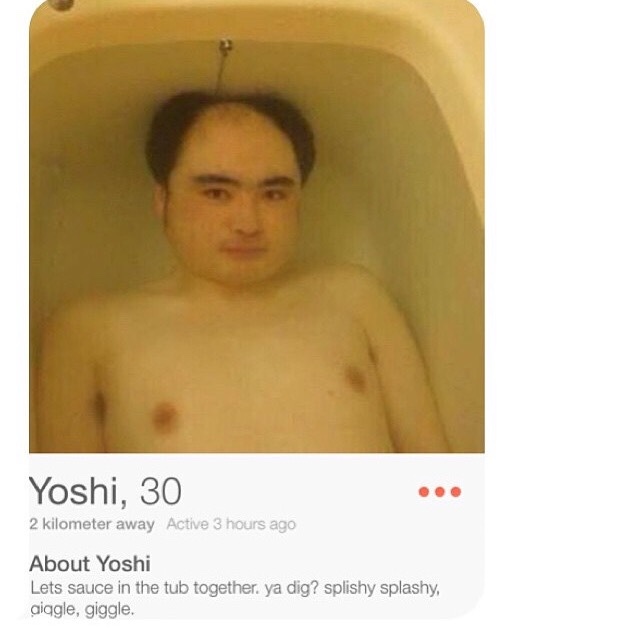 Yoshi, 30
2 kilometer away Active 3 hours ago
About Yoshi
Lets sauce in the tub together. ya dig? splishy splashy,
giggle, giggle.